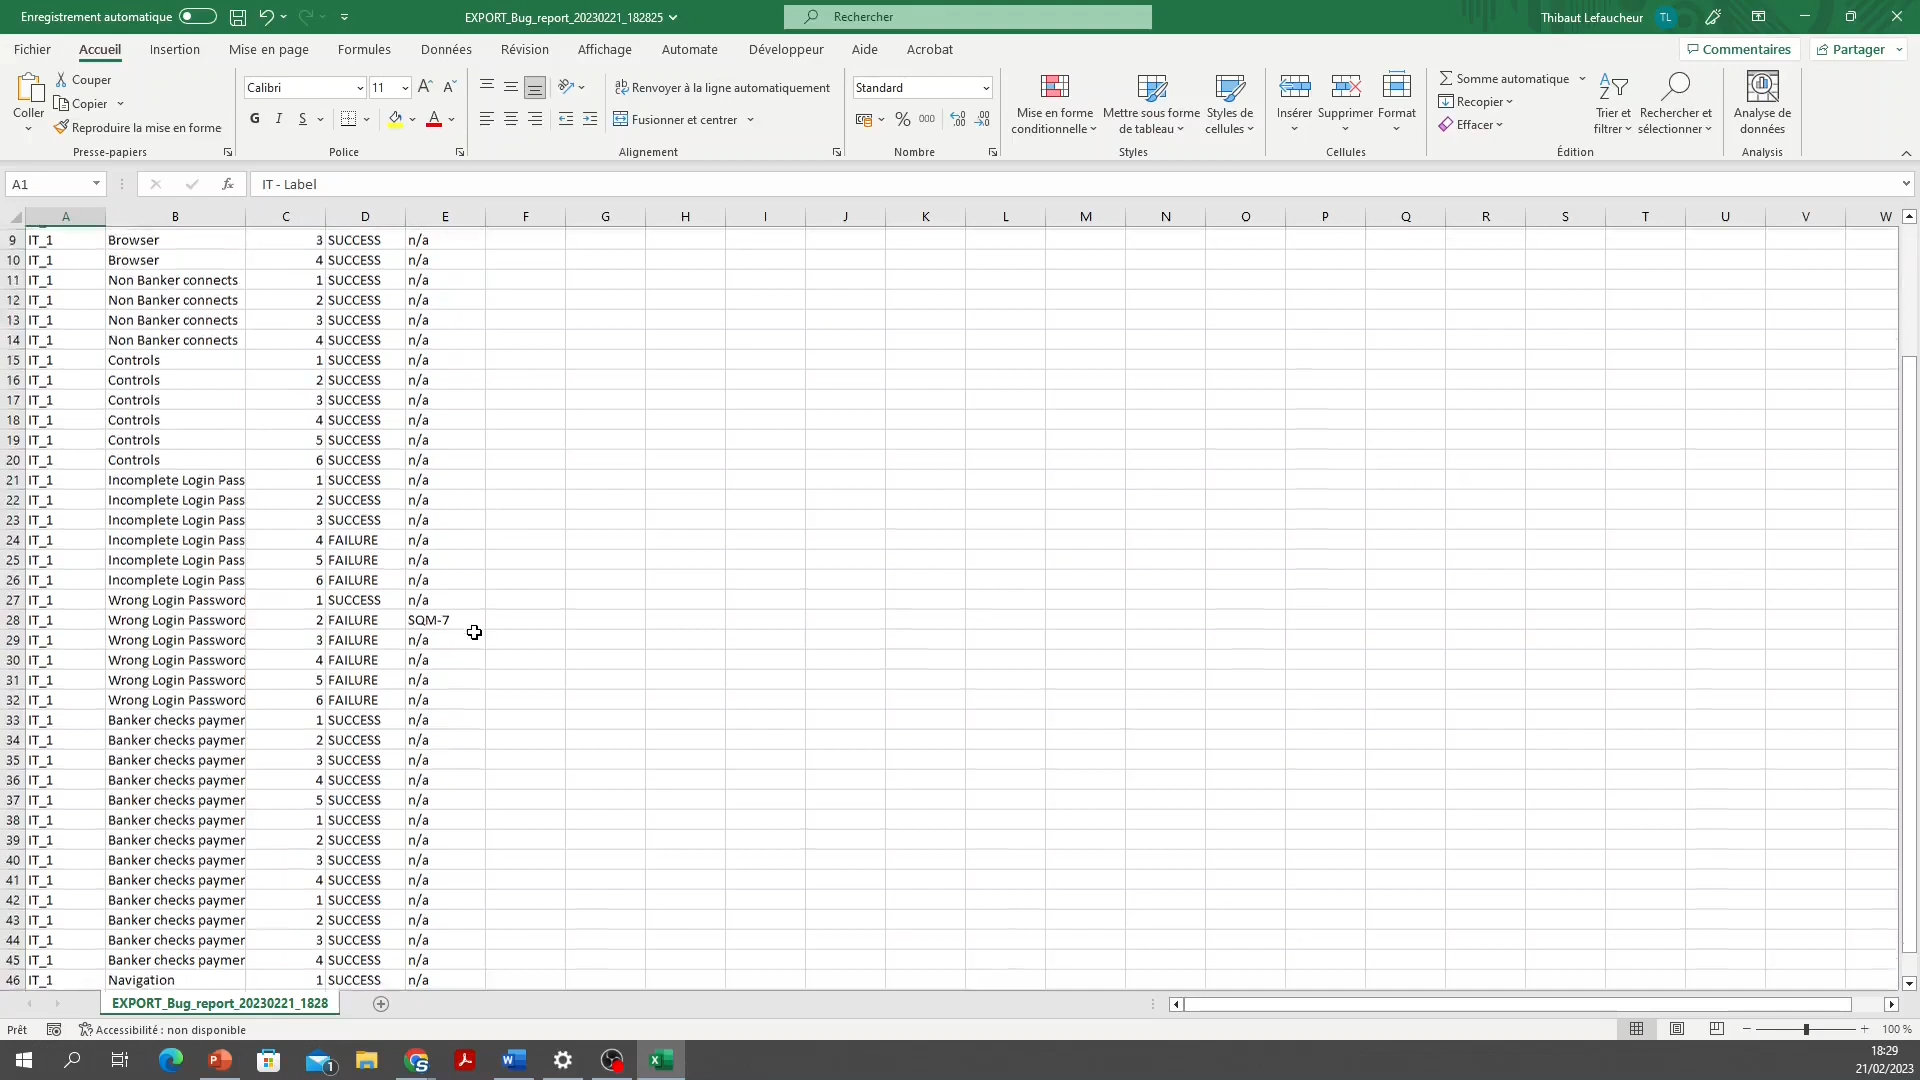 Enregistrement automatique EXPORT_Bug_report_20230221_182825 Rechercher Thibaut Lefaucheur TL
Fichier Accueil Insertion Mise en page Formules Données Révision Affichage Automate Développeur Aide Acrobat Commentaires Partager
Coller Couper Copier Reproduire la mise en forme Presse-papiers
Calibri 11 G I S Police
Renvoyer à la ligne automatiquement Fusionner et centrer Alignement
Standard % 000 Nombre
Mise en forme conditionnelle Mettre sous forme de tableau Styles de cellules Styles
Insérer Supprimer Format Cellules
Somme automatique Recopier Effacer Trier et filtrer Rechercher et sélectionner Édition
Analyse de données Analysis
A1 fx IT - Label
A B C D E F G H I J K L M N O P Q R S T U V W
9 IT_1 Browser 3 SUCCESS n/a
10 IT_1 Browser 4 SUCCESS n/a
11 IT_1 Non Banker connects 1 SUCCESS n/a
12 IT_1 Non Banker connects 2 SUCCESS n/a
13 IT_1 Non Banker connects 3 SUCCESS n/a
14 IT_1 Non Banker connects 4 SUCCESS n/a
15 IT_1 Controls 1 SUCCESS n/a
16 IT_1 Controls 2 SUCCESS n/a
17 IT_1 Controls 3 SUCCESS n/a
18 IT_1 Controls 4 SUCCESS n/a
19 IT_1 Controls 5 SUCCESS n/a
20 IT_1 Controls 6 SUCCESS n/a
21 IT_1 Incomplete Login Pass 1 SUCCESS n/a
22 IT_1 Incomplete Login Pass 2 SUCCESS n/a
23 IT_1 Incomplete Login Pass 3 SUCCESS n/a
24 IT_1 Incomplete Login Pass 4 FAILURE n/a
25 IT_1 Incomplete Login Pass 5 FAILURE n/a
26 IT_1 Incomplete Login Pass 6 FAILURE n/a
27 IT_1 Wrong Login Password 1 SUCCESS n/a
28 IT_1 Wrong Login Password 2 FAILURE SQM-7
29 IT_1 Wrong Login Password 3 FAILURE n/a
30 IT_1 Wrong Login Password 4 FAILURE n/a
31 IT_1 Wrong Login Password 5 FAILURE n/a
32 IT_1 Wrong Login Password 6 FAILURE n/a
33 IT_1 Banker checks paymer 1 SUCCESS n/a
34 IT_1 Banker checks paymer 2 SUCCESS n/a
35 IT_1 Banker checks paymer 3 SUCCESS n/a
36 IT_1 Banker checks paymer 4 SUCCESS n/a
37 IT_1 Banker checks paymer 5 SUCCESS n/a
38 IT_1 Banker checks paymer 1 SUCCESS n/a
39 IT_1 Banker checks paymer 2 SUCCESS n/a
40 IT_1 Banker checks paymer 3 SUCCESS n/a
41 IT_1 Banker checks paymer 4 SUCCESS n/a
42 IT_1 Banker checks paymer 1 SUCCESS n/a
43 IT_1 Banker checks paymer 2 SUCCESS n/a
44 IT_1 Banker checks paymer 3 SUCCESS n/a
45 IT_1 Banker checks paymer 4 SUCCESS n/a
46 IT_1 Navigation 1 SUCCESS n/a
EXPORT_Bug_report_20230221_1828
Prêt Accessibilité : non disponible 100 %
18:29
21/02/2023